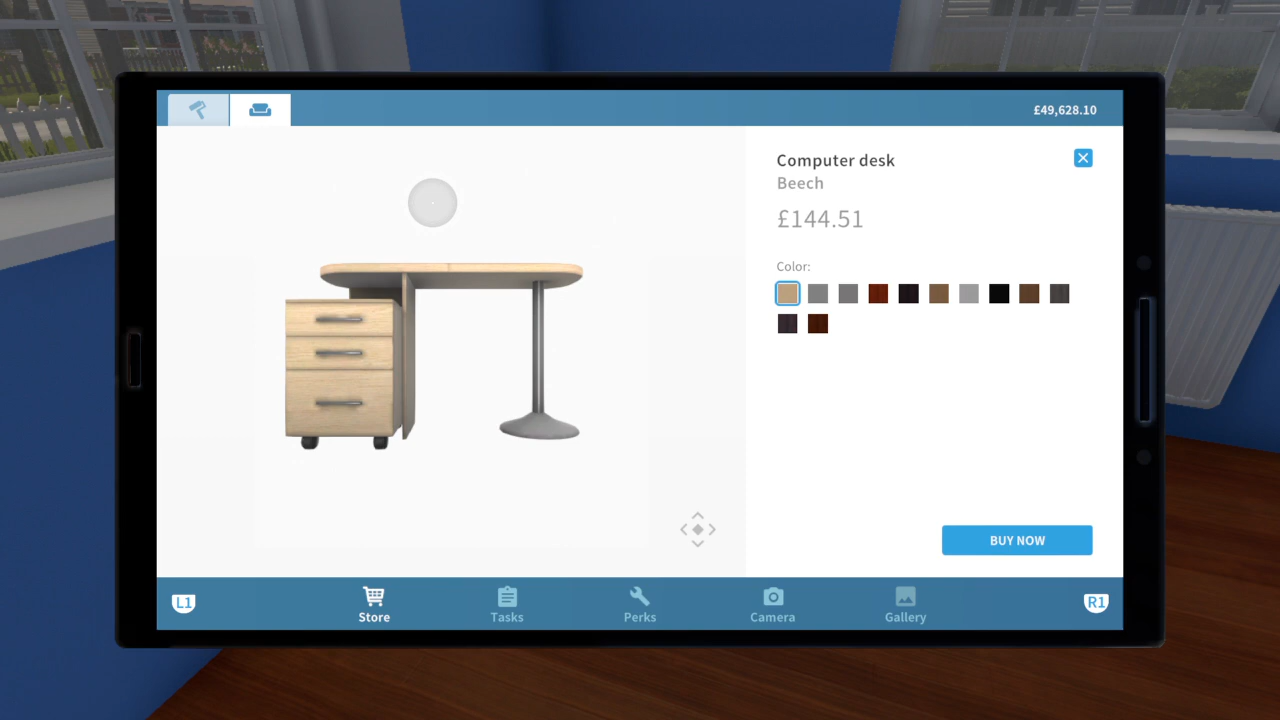 £49,628.10
Computer desk
Beech
£144.51
Color:
BUY NOW
L1
Store
Tasks
Perks
Camera
Gallery
R1